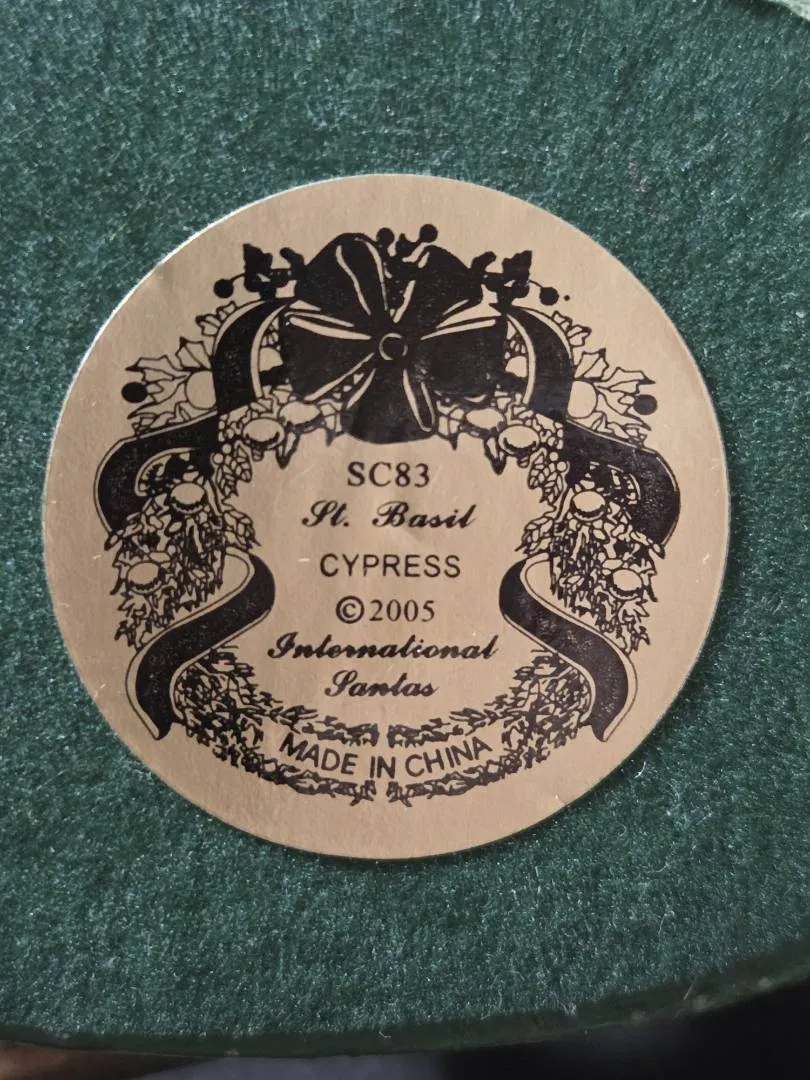 SC83
St. Basil
CYPRESS
©2005
International
Santas
MADE IN CHINA